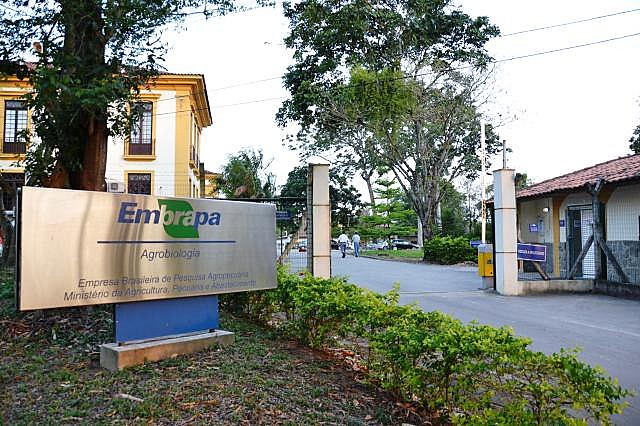 Embrapa
Agrobiologia
Empresa Brasileira de Pesquisa Agropecuária
Ministério da Agricultura, Pecuária e Abastecimento